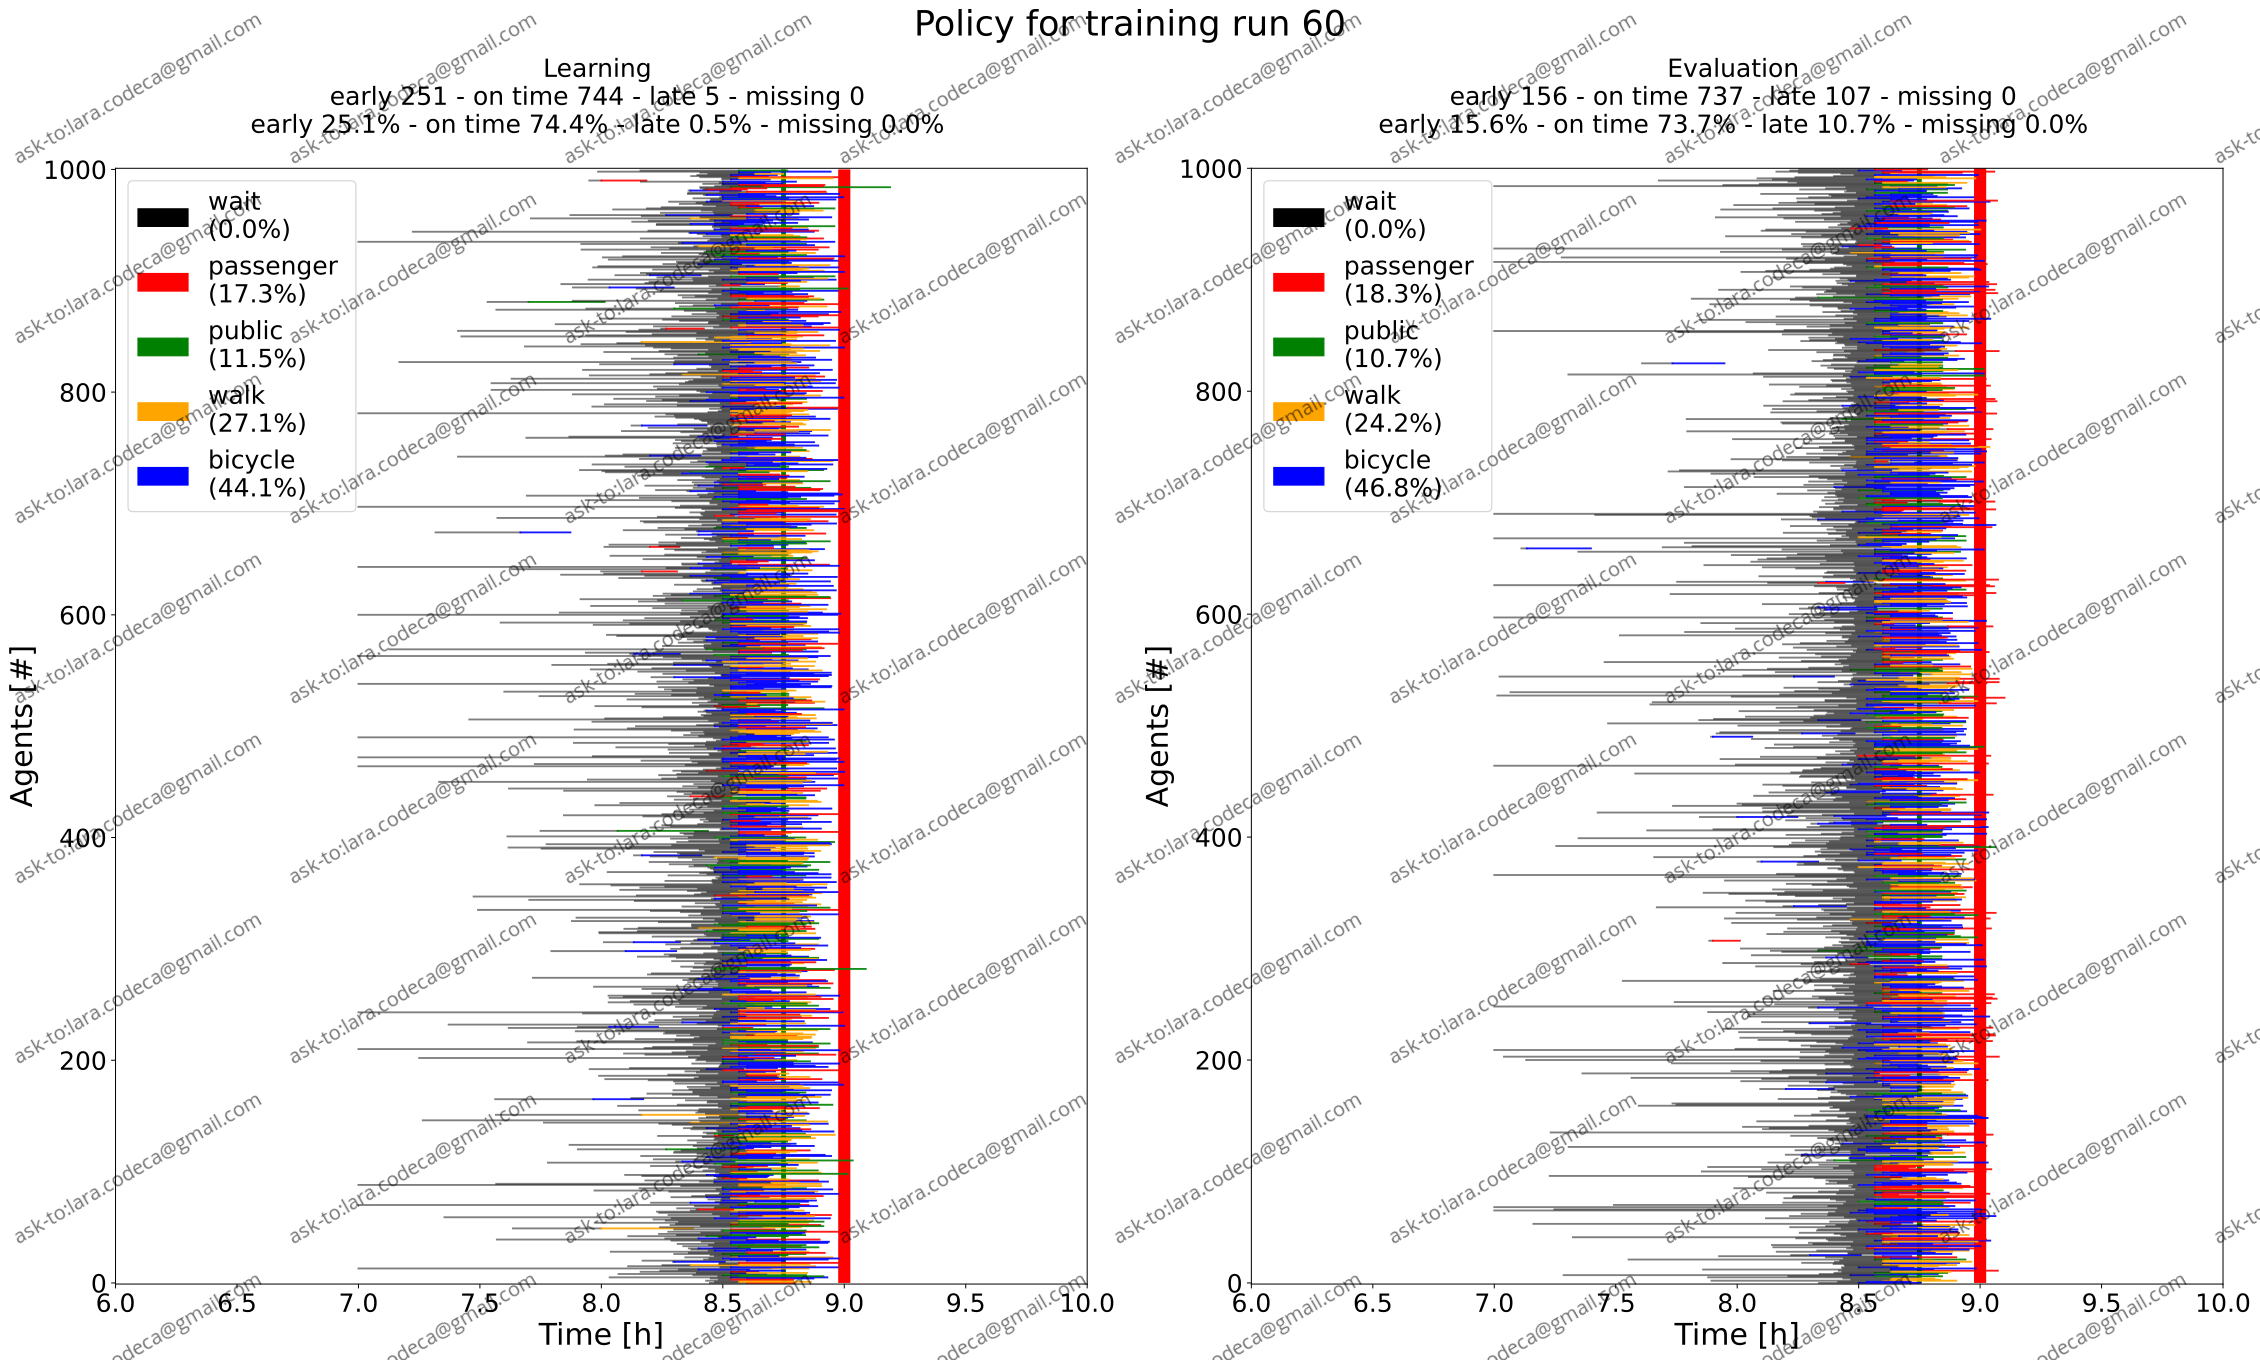 Policy for training run 60
Learning
early 251 - on time 744 - late 5 - missing 0
early 25.1% - on time 74.4% - late 0.5% - missing 0.0%
1000
800
600
400
200
0
Agents [#]
wait
(0.0%)
passenger
(17.3%)
public
(11.5%)
walk
(27.1%)
bicycle
(44.1%)
6.0 6.5 7.0 7.5 8.0 8.5 9.0 9.5 10.0
Time [h]
Evaluation
early 156 - on time 737 - late 107 - missing 0
early 15.6% - on time 73.7% - late 10.7% - missing 0.0%
1000
800
600
400
200
0
Agents [#]
wait
(0.0%)
passenger
(18.3%)
public
(10.7%)
walk
(24.2%)
bicycle
(46.8%)
6.0 6.5 7.0 7.5 8.0 8.5 9.0 9.5 10.0
Time [h]
ask-to:lara.codeca@gmail.com